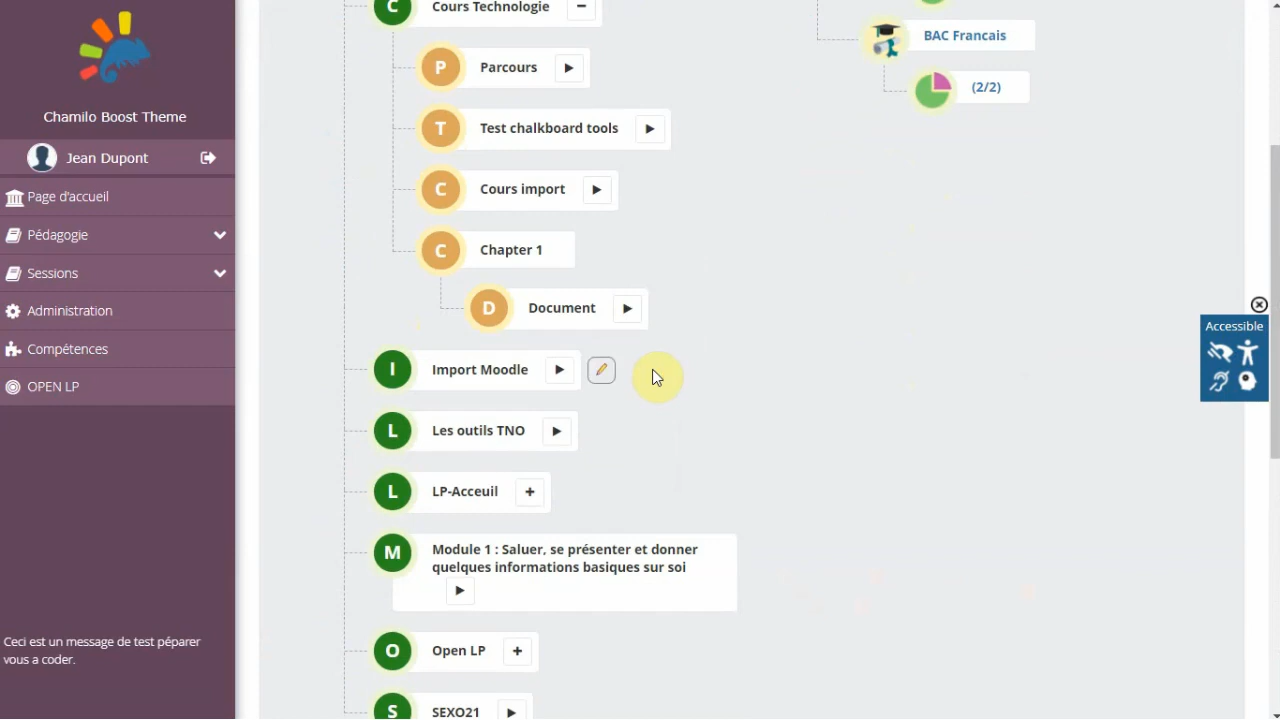 Chamilo Boost Theme
Jean Dupont
Page d'accueil
Pédagogie
Sessions
Administration
Compétences
OPEN LP
Ceci est un message de test péparer
vous a coder.
C
Cours Technologie
P
Parcours
T
Test chalkboard tools
C
Cours import
C
Chapter 1
D
Document
I
Import Moodle
L
Les outils TNO
L
LP-Acceuil
M
Module 1 : Saluer, se présenter et donner
quelques informations basiques sur soi
O
Open LP
S
SEXO21
BAC Francais
(2/2)
Accessible